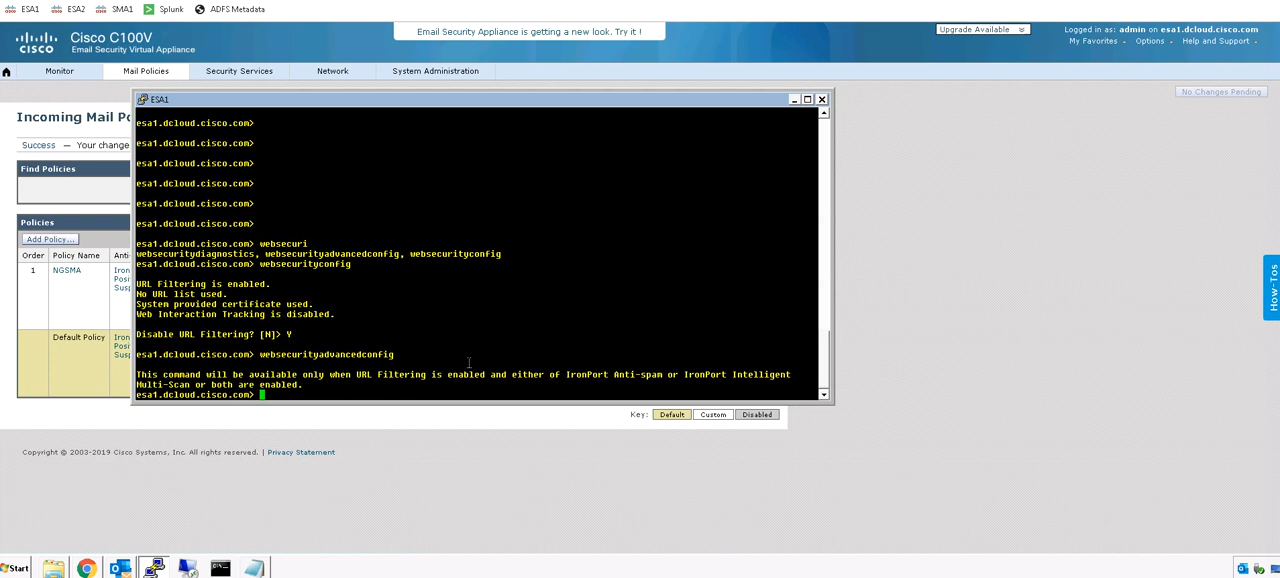 ESA1 ESA2 SMA1 Splunk ADFS Metadata
Email Security Appliance is getting a new look. Try it !
Upgrade Available
Logged in as: admin on esa1.dcloud.cisco.com
My Favorites Options Help and Support
cisco
Cisco C100V
Email Security Virtual Appliance
Monitor Mail Policies Security Services Network System Administration
No Changes Pending
Incoming Mail Po
Success — Your change
Find Policies
Policies
Add Policy...
Order Policy Name Anti-
1 NGSMA Iron
Posit
Susp
Default Policy Iron
Posit
Susp
ESA1
esa1.dcloud.cisco.com>
esa1.dcloud.cisco.com>
esa1.dcloud.cisco.com>
esa1.dcloud.cisco.com>
esa1.dcloud.cisco.com>
esa1.dcloud.cisco.com>
esa1.dcloud.cisco.com> websecuri
websecuritydiagnostics, websecurityadvancedconfig, websecurityconfig
esa1.dcloud.cisco.com> websecurityconfig
URL Filtering is enabled.
No URL list used.
System provided certificate used.
Web Interaction Tracking is disabled.
Disable URL Filtering? [N]> Y
esa1.dcloud.cisco.com> websecurityadvancedconfig
This command will be available only when URL Filtering is enabled and either of IronPort Anti-spam or IronPort Intelligent
Multi-Scan or both are enabled.
esa1.dcloud.cisco.com>
How-Tos
Key: Default Custom Disabled
Copyright © 2003-2019 Cisco Systems, Inc. All rights reserved. | Privacy Statement
Start